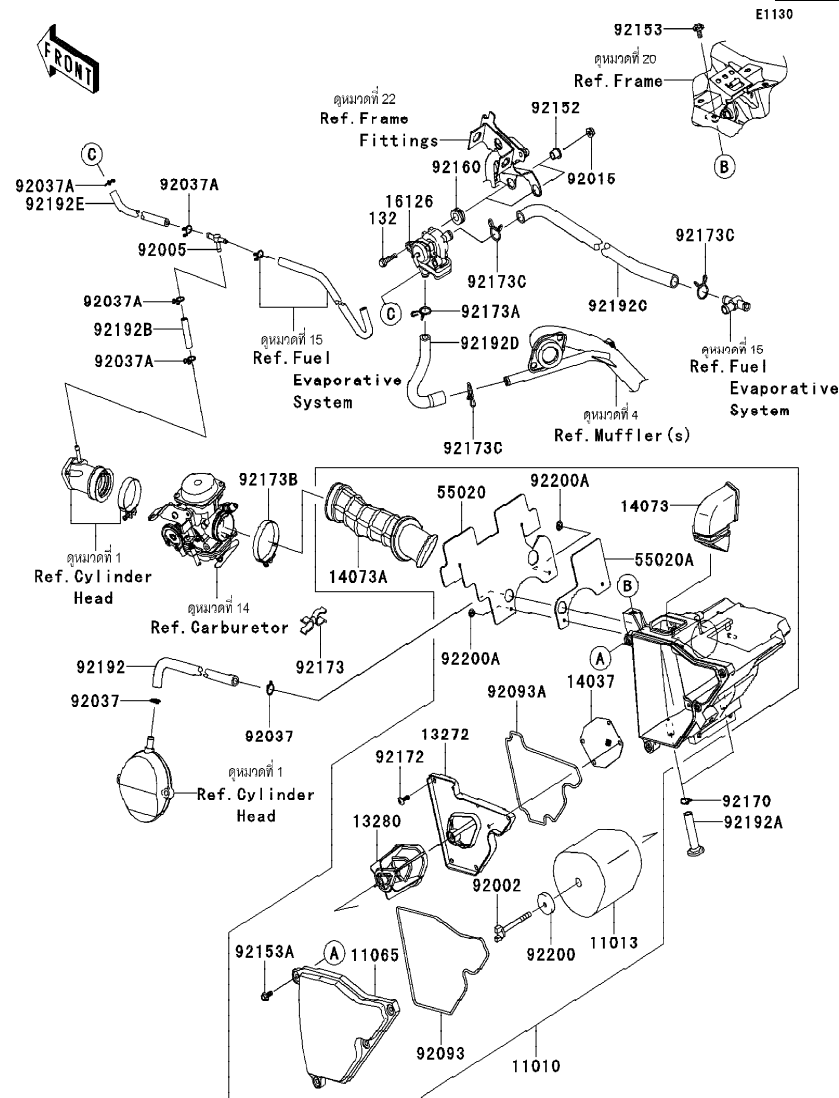 E1130
92153
ดูหมวดที่ 20
Ref.Frame
FRONT
ดูหมวดที่ 22
Ref.Frame
Fittings
92152
B
C
92037A
92192E
92037A
92160
92015
16126
132
92005
92173C
92173C
92192C
C
92037A
92192B
92037A
92173A
92192D
ดูหมวดที่ 15
Ref.Fuel
Evaporative
System
ดูหมวดที่ 15
Ref.Fuel
Evaporative
System
ดูหมวดที่ 4
Ref.Muffler(s)
92173C
92173B
55020
92200A
14073
55020A
14073A
ดูหมวดที่ 1
Ref.Cylinder
Head
B
ดูหมวดที่ 14
Ref.Carburetor
92173
92200A
A
92192
92037
92037
92093A
14037
13272
92172
ดูหมวดที่ 1
Ref.Cylinder
Head
92170
92192A
13280
92002
92200
11013
92153A
A
11065
92093
11010